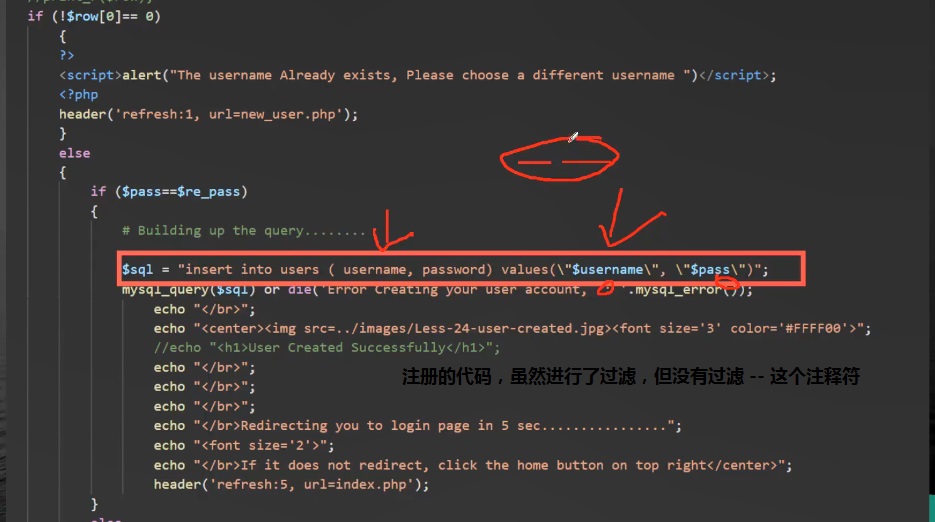 //print_r($row);
if (!$row[0]== 0)
{
?>
<script>alert("The username Already exists, Please choose a different username ")</script>;
<?php
header('refresh:1, url=new_user.php');
}
else
{
if ($pass==$re_pass)
{
# Building up the query........
$sql = "insert into users ( username, password) values(\"$username\", \"$pass\")";
mysql_query($sql) or die('Error Creating your user account, '.mysql_error());
echo "</br>";
echo "<center><img src=../images/Less-24-user-created.jpg><font size='3' color='#FFFF00'>";
//echo "<h1>User Created Successfully</h1>";
echo "</br>";
注册的代码，虽然进行了过滤，但没有过滤 -- 这个注释符
echo "</br>";
echo "</br>";
echo "</br>Redirecting you to login page in 5 sec................";
echo "<font size='2'>";
echo "</br>If it does not redirect, click the home button on top right</center>";
header('refresh:5, url=index.php');
}
else